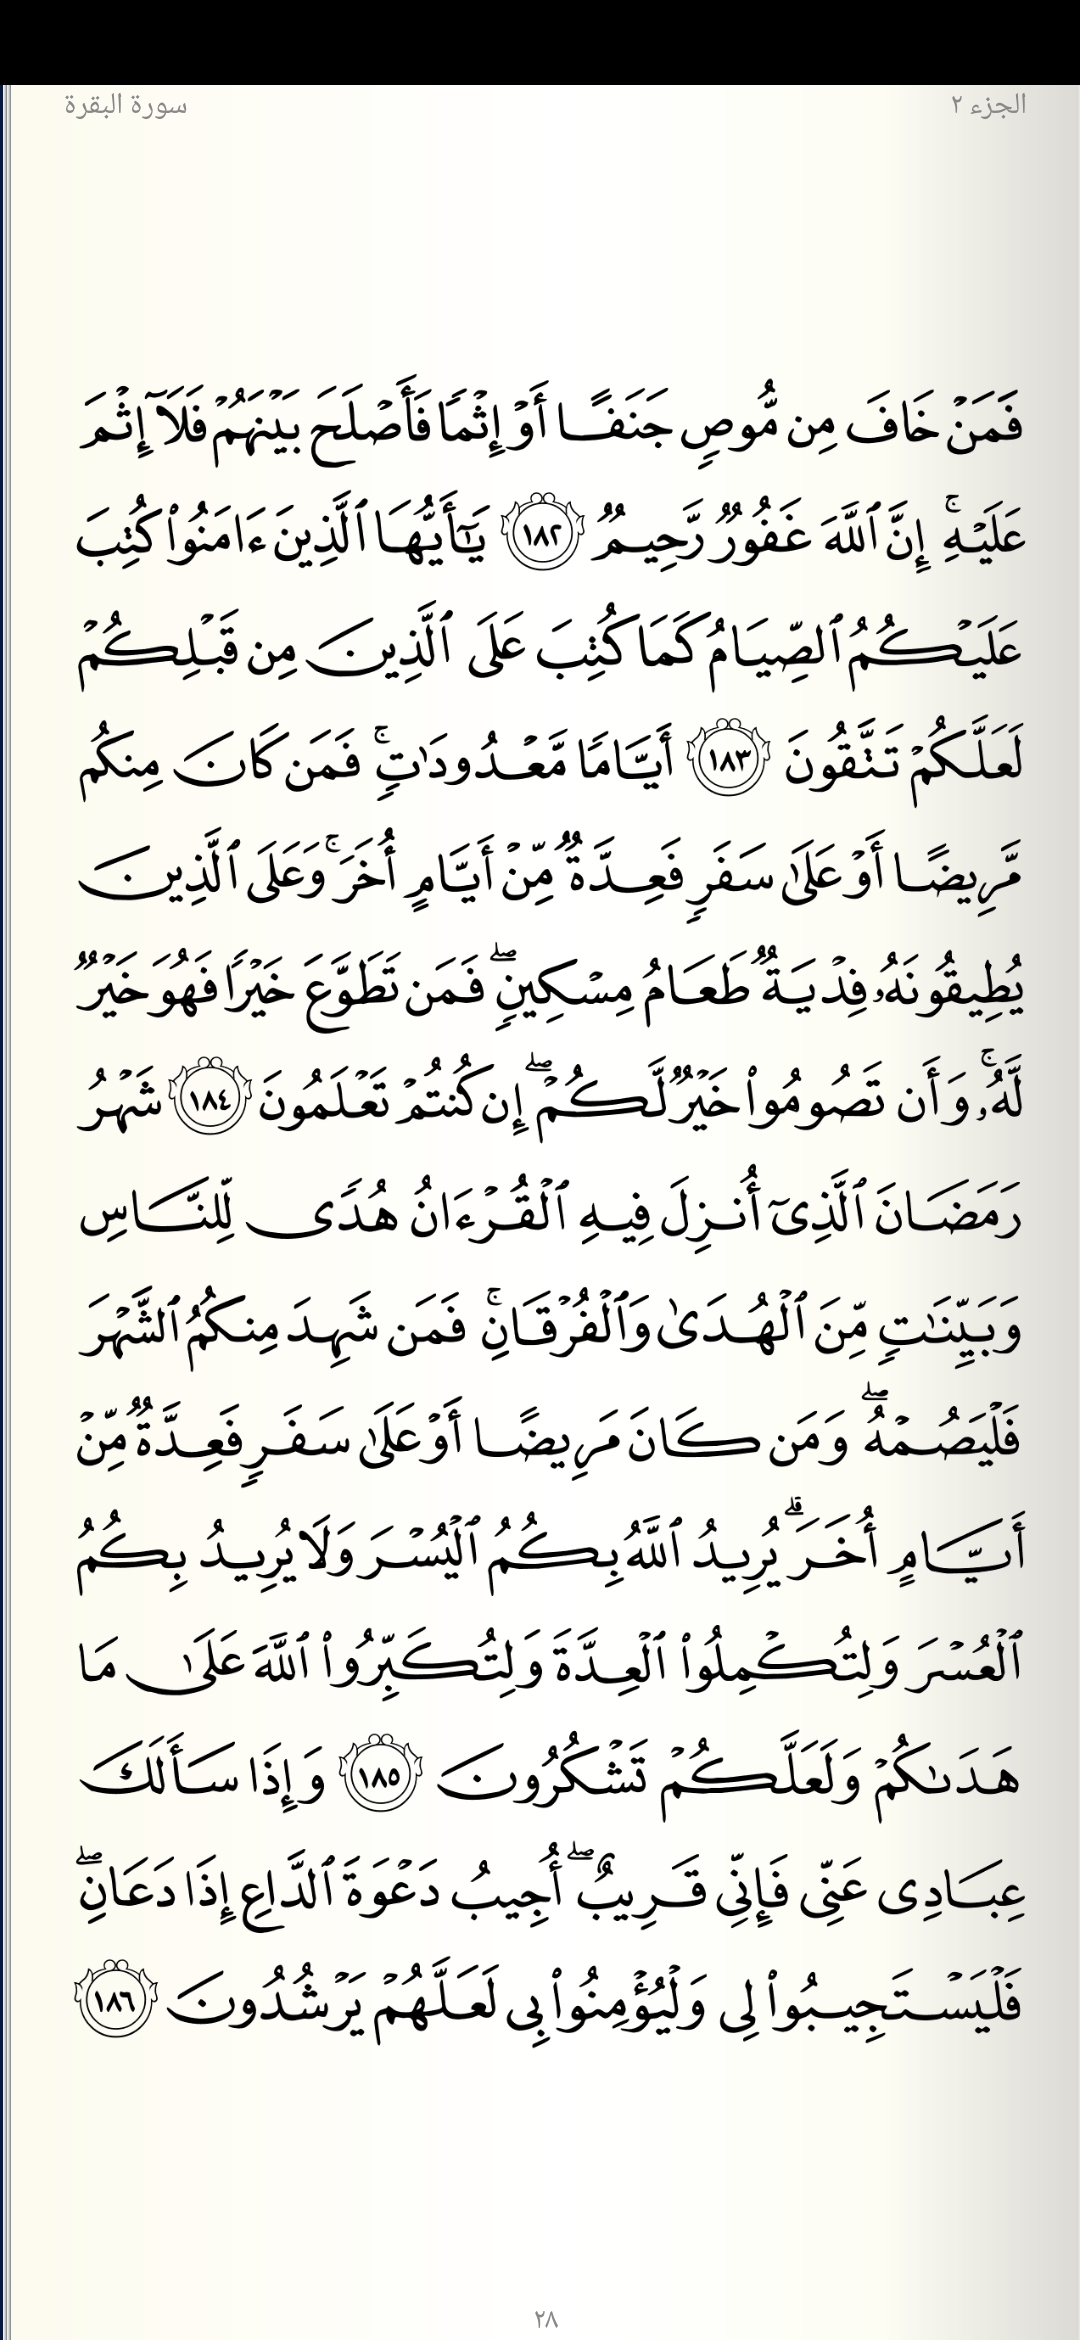 الجزء ٢
سورة البقرة
فَمَنۡ خَافَ مِن مُّوصٖ جَنَفًا أَوۡ إِثۡمٗا فَأَصۡلَحَ بَيۡنَهُمۡ فَلَآ إِثۡمَ
عَلَيۡهِۚ إِنَّ ٱللَّهَ غَفُورٞ رَّحِيمٞ ١٨٢ يَٰٓأَيُّهَا ٱلَّذِينَ ءَامَنُواْ كُتِبَ
عَلَيۡكُمُ ٱلصِّيَامُ كَمَا كُتِبَ عَلَى ٱلَّذِينَ مِن قَبۡلِكُمۡ
لَعَلَّكُمۡ تَتَّقُونَ ١٨٣ أَيَّامٗا مَّعۡدُودَٰتٖۚ فَمَن كَانَ مِنكُم
مَّرِيضًا أَوۡ عَلَىٰ سَفَرٖ فَعِدَّةٞ مِّنۡ أَيَّامٍ أُخَرَۚ وَعَلَى ٱلَّذِينَ
يُطِيقُونَهُۥ فِدۡيَةٞ طَعَامُ مِسۡكِينٖۖ فَمَن تَطَوَّعَ خَيۡرٗا فَهُوَ خَيۡرٞ
لَّهُۥۚ وَأَن تَصُومُواْ خَيۡرٞ لَّكُمۡۖ إِن كُنتُمۡ تَعۡلَمُونَ ١٨٤ شَهۡرُ
رَمَضَانَ ٱلَّذِيٓ أُنزِلَ فِيهِ ٱلۡقُرۡءَانُ هُدٗى لِّلنَّاسِ
وَبَيِّنَٰتٖ مِّنَ ٱلۡهُدَىٰ وَٱلۡفُرۡقَانِۚ فَمَن شَهِدَ مِنكُمُ ٱلشَّهۡرَ
فَلۡيَصُمۡهُۖ وَمَن كَانَ مَرِيضًا أَوۡ عَلَىٰ سَفَرٖ فَعِدَّةٞ مِّنۡ
أَيَّامٍ أُخَرَۗ يُرِيدُ ٱللَّهُ بِكُمُ ٱلۡيُسۡرَ وَلَا يُرِيدُ بِكُمُ
ٱلۡعُسۡرَ وَلِتُكۡمِلُواْ ٱلۡعِدَّةَ وَلِتُكَبِّرُواْ ٱللَّهَ عَلَىٰ مَا
هَدَىٰكُمۡ وَلَعَلَّكُمۡ تَشۡكُرُونَ ١٨٥ وَإِذَا سَأَلَكَ
عِبَادِي عَنِّي فَإِنِّي قَرِيبٌۖ أُجِيبُ دَعۡوَةَ ٱلدَّاعِ إِذَا دَعَانِۖ
فَلۡيَسۡتَجِيبُواْ لِي وَلۡيُؤۡمِنُواْ بِي لَعَلَّهُمۡ يَرۡشُدُونَ ١٨٦
٢٨